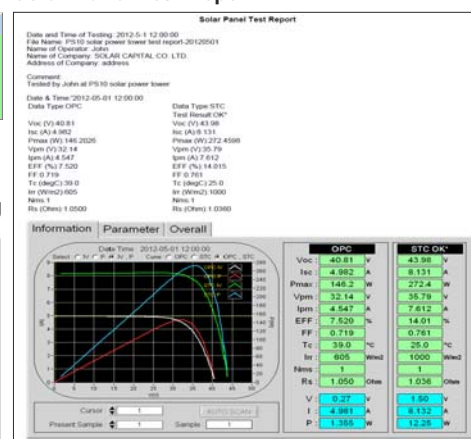 Solar Panel Test Report
Date and Time of Testing: 2012-5-1 12:00:00
File Name: PS10 solar power tower test report-20120501
Name of Operator: John
Name of Company: SOLAR CAPITAL CO. LTD.
Address of Company: address
Comment:
Tested by John at PS10 solar power tower
Date & Time:"2012-05-01 12:00:00
Data Type:OPC Data Type:STC
Test Result:OK*
Voc (V):40.81 Voc (V):43.98
Isc (A):4.982 Isc (A):8.131
Pmax (W):146.2026 Pmax (W):272.4598
Vpm (V):32.14 Vpm (V):35.79
Ipm (A):4.547 Ipm (A):7.612
EFF (%):7.520 EFF (%):14.015
FF:0.719 FF:0.761
Tc (degC):39.0 Tc (degC):25.0
Irr (W/m2):605 Irr (W/m2):1000
Nms:1 Nms:1
Rs (Ohm):1.0500 Rs (Ohm):1.0360
Information Parameter Overall
Date Time : 2012-05-01 12:00:00
OPC STC OK*
Voc : 40.81 V 43.98 V
Isc : 4.982 A 8.131 A
Pmax : 146.2 W 272.4 W
Vpm : 32.14 V 35.79 V
Ipm : 4.547 A 7.612 A
EFF : 7.520 % 14.01 %
FF : 0.719 0.761
Tc : 39.0 °C 25.0 °C
Irr : 605 W/m2 1000 W/m2
Nms : 1 1
Rs : 1.050 Ohm 1.036 Ohm
V : 0.27 V 1.50 V
I : 4.981 A 8.132 A
P : 1.355 W 12.25 W
Cursor 1 AUTO SCAN
Present Sample 1 Sample 1